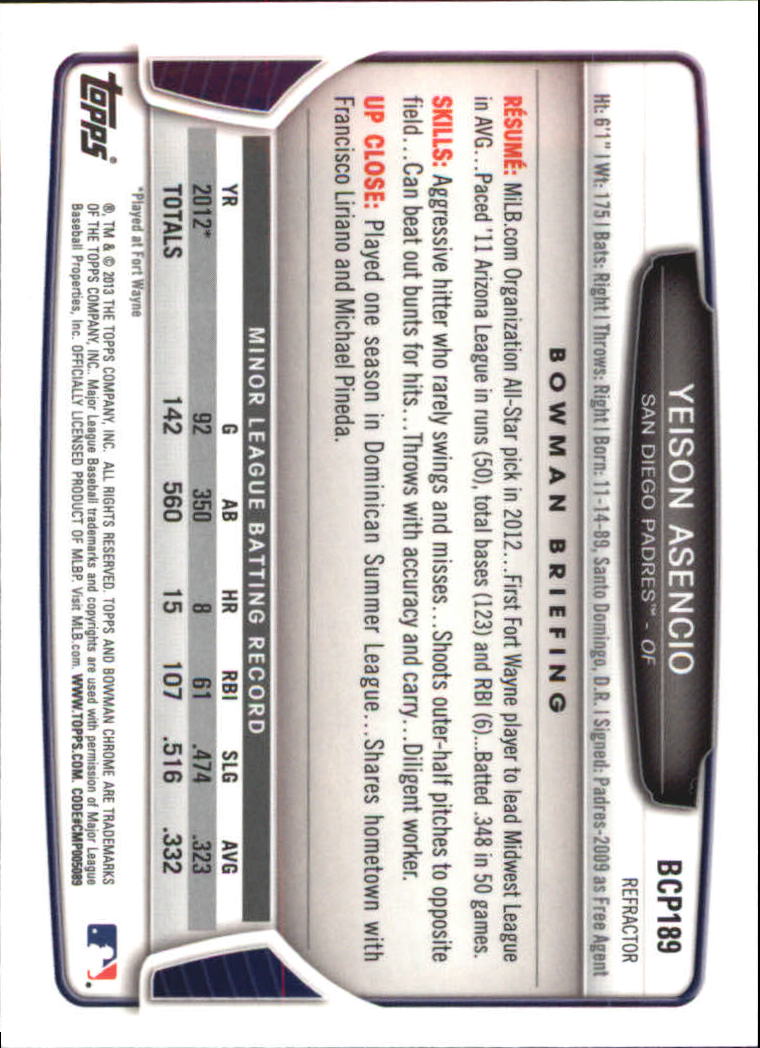 BCP189
REFRACTOR
YEISON ASENCIO
SAN DIEGO PADRES™ - OF
Ht: 6'1" | Wt: 175 | Bats: Right | Throws: Right | Born: 11-14-89, Santo Domingo, D.R. | Signed: Padres-2009 as Free Agent
BOWMAN BRIEFING
RÉSUMÉ: MiLB.com Organization All-Star pick in 2012...First Fort Wayne player to lead Midwest League
in AVG...Paced '11 Arizona League in runs (50), total bases (123) and RBI (6)...Batted .348 in 50 games.
SKILLS: Aggressive hitter who rarely swings and misses...Shoots outer-half pitches to opposite
field...Can beat out bunts for hits...Throws with accuracy and carry...Diligent worker.
UP CLOSE: Played one season in Dominican Summer League...Shares hometown with
Francisco Liriano and Michael Pineda.
MINOR LEAGUE BATTING RECORD
YR G AB HR RBI SLG AVG
2012* 92 350 8 61 .474 .323
TOTALS 142 560 15 107 .516 .332
*Played at Fort Wayne
topps®
®, TM & © 2013 THE TOPPS COMPANY, INC. ALL RIGHTS RESERVED. TOPPS AND BOWMAN CHROME ARE TRADEMARKS
OF THE TOPPS COMPANY, INC. Major League Baseball trademarks and copyrights are used with permission of Major League
Baseball Properties, Inc. OFFICIALLY LICENSED PRODUCT OF MLBP. Visit MLB.com. WWW.TOPPS.COM. CODE#CMP005089